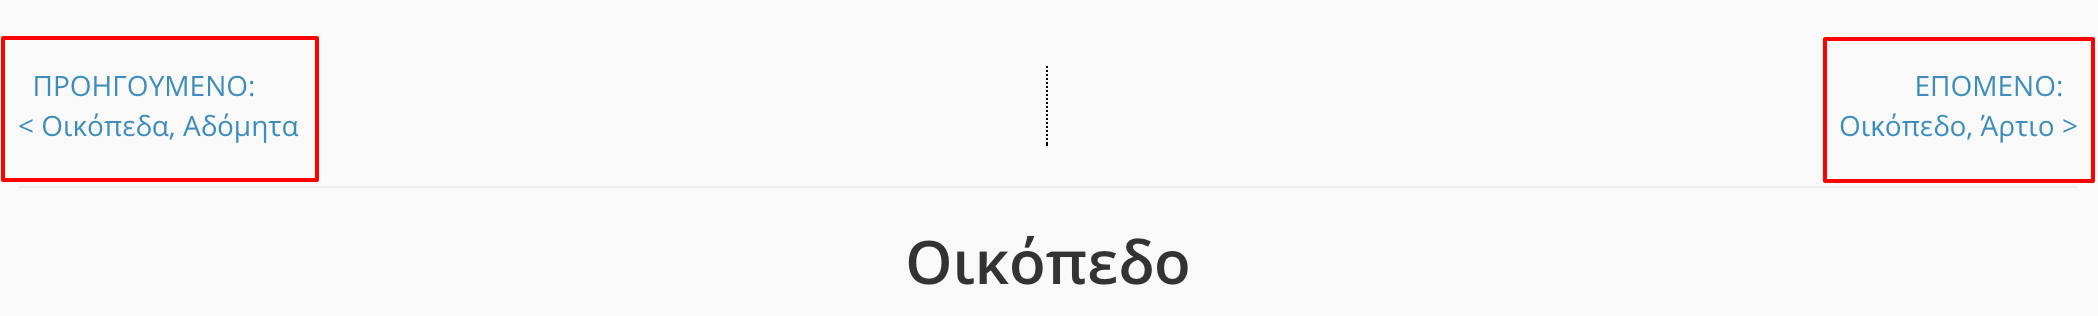 ΠΡΟΗΓΟΥΜΕΝΟ:
< Οικόπεδα, Αδόμητα
ΕΠΟΜΕΝΟ:
Οικόπεδο, Άρτιο >
Οικόπεδο